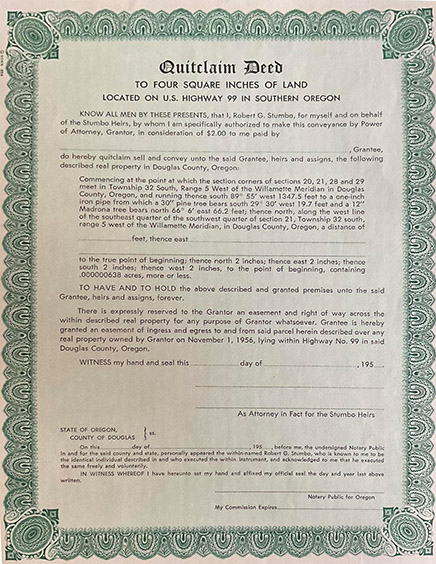 Quitclaim Deed
TO FOUR SQUARE INCHES OF LAND
LOCATED ON U.S. HIGHWAY 99 IN SOUTHERN OREGON
KNOW ALL MEN BY THESE PRESENTS, that I, Robert G. Stumbo, for myself and on behalf
of the Stumbo Heirs, by whom I am specifically authorized to make this conveyance by Power
of Attorney, Grantor, in consideration of $2.00 to me paid by
, Grantee,
do hereby quitclaim sell and convey unto the said Grantee, heirs and assigns, the following
described real property in Douglas County, Oregon:
Commencing at the point at which the section corners of sections 20, 21, 28 and 29
meet in Township 32 South, Range 5 West of the Willamette Meridian in Douglas
County, Oregon, and running thence south 89° 55' west 1347.5 feet to a one-inch
iron pipe from which a 30" pine tree bears south 29° 30' west 19.7 feet and a 12"
Madrona tree bears north 66° 6' east 66.2 feet; thence north, along the west line
of the southeast quarter of the southwest quarter of section 21, Township 32 south,
range 5 west of the Willamette Meridian, in Douglas County, Oregon, a distance of
feet, thence east
to the true point of beginning; thence north 2 inches; thence east 2 inches; thence
south 2 inches; thence west 2 inches, to the point of beginning, containing
.000000638 acres, more or less.
TO HAVE AND TO HOLD the above described and granted premises unto the said
Grantee, heirs and assigns, forever.
There is expressly reserved to the Grantor an easement and right of way across the
within described real property for any purpose of Grantor whatsoever. Grantee is hereby
granted an easement of ingress and egress to and from said parcel herein described over any
real property owned by Grantor on November 1, 1956, lying within Highway No. 99 in said
Douglas County, Oregon.
WITNESS my hand and seal this day of , 195
As Attorney in Fact for the Stumbo Heirs
STATE OF OREGON,
COUNTY OF DOUGLAS } ss.
On this day of 195 , before me, the undersigned Notary Public
in and for the said county and state, personally appeared the within-named Robert G. Stumbo, who is known to me to be
the identical individual described in and who executed the within instrument, and acknowledged to me that he executed
the same freely and voluntarily.
IN WITNESS WHEREOF I have hereunto set my hand and affixed my official seal the day and year last above
written.
Notary Public for Oregon
My Commission Expires